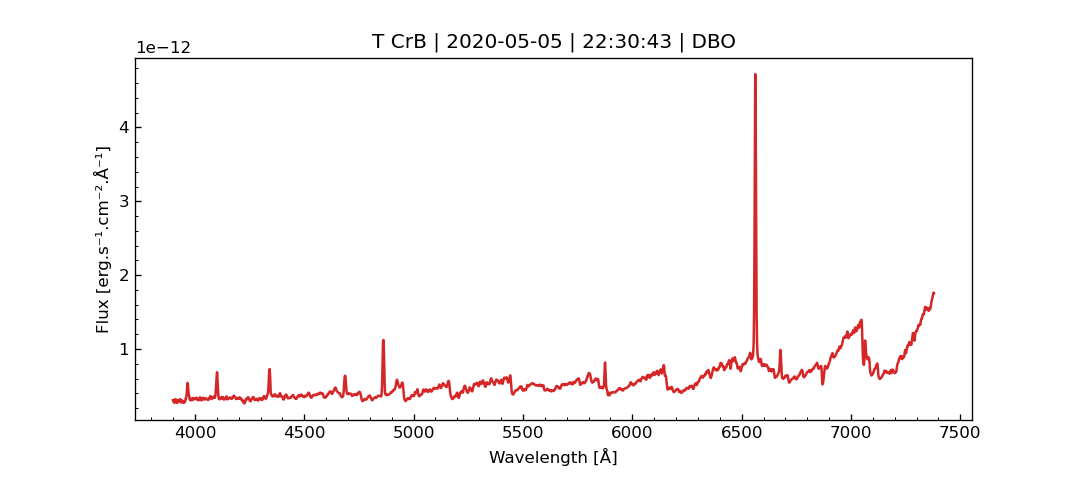 T CrB | 2020-05-05 | 22:30:43 | DBO
1e−12
4
3
2
1
Flux [erg.s⁻¹.cm⁻².Å⁻¹]
4000 4500 5000 5500 6000 6500 7000 7500
Wavelength [Å]